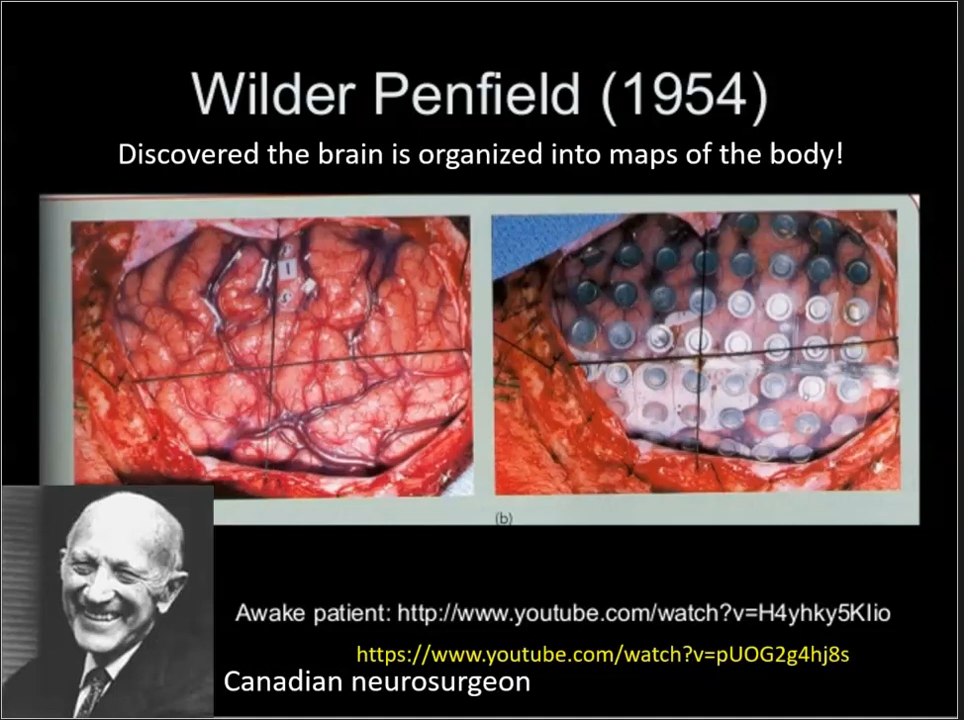 Wilder Penfield (1954)
Discovered the brain is organized into maps of the body!
(b)
Awake patient: http://www.youtube.com/watch?v=H4yhky5KIio
https://www.youtube.com/watch?v=pUOG2g4hj8s
Canadian neurosurgeon